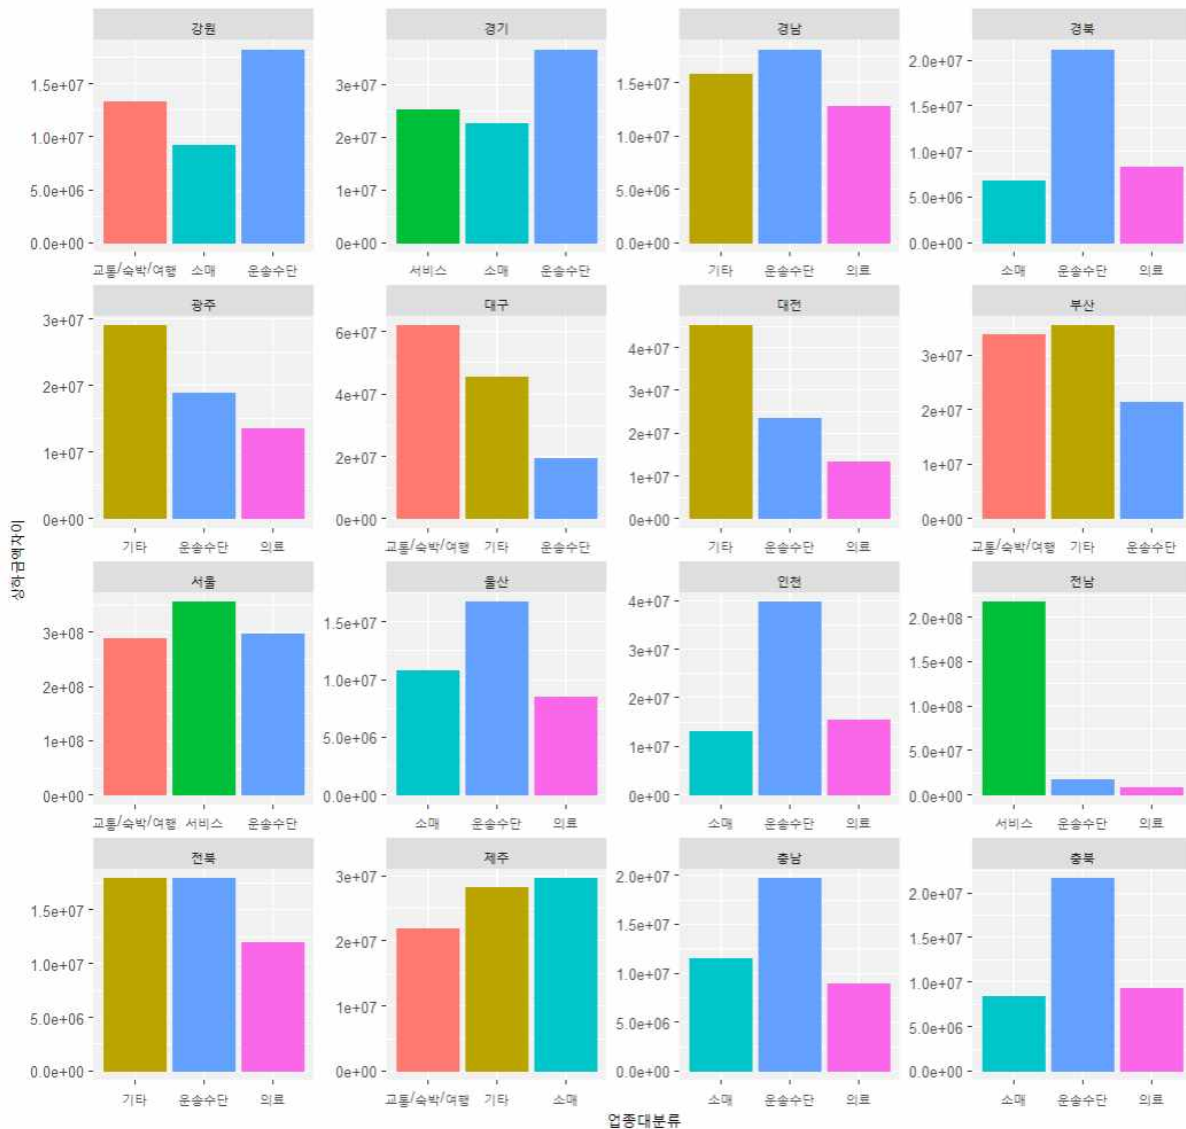 강원 경기 경남 경북
1.5e+07
1.0e+07
5.0e+06
0.0e+00
3e+07
2e+07
1e+07
0e+00
1.5e+07
1.0e+07
5.0e+06
0.0e+00
2.0e+07
1.5e+07
1.0e+07
5.0e+06
0.0e+00
교통/숙박/여행 소매 운송수단 서비스 소매 운송수단 기타 운송수단 의료 소매 운송수단 의료
광주 대구 대전 부산
3e+07
2e+07
1e+07
0e+00
6e+07
4e+07
2e+07
0e+00
4e+07
3e+07
2e+07
1e+07
0e+00
3e+07
2e+07
1e+07
0e+00
기타 운송수단 의료 교통/숙박/여행 기타 운송수단 기타 운송수단 의료 교통/숙박/여행 기타 운송수단
상하금액차이
서울 울산 인천 전남
3e+08
2e+08
1e+08
0e+00
1.5e+07
1.0e+07
5.0e+06
0.0e+00
4e+07
3e+07
2e+07
1e+07
0e+00
2.0e+08
1.5e+08
1.0e+08
5.0e+07
0.0e+00
교통/숙박/여행 서비스 운송수단 소매 운송수단 의료 소매 운송수단 의료 서비스 운송수단 의료
전북 제주 충남 충북
1.5e+07
1.0e+07
5.0e+06
0.0e+00
3e+07
2e+07
1e+07
0e+00
2.0e+07
1.5e+07
1.0e+07
5.0e+06
0.0e+00
2.0e+07
1.5e+07
1.0e+07
5.0e+06
0.0e+00
기타 운송수단 의료 교통/숙박/여행 기타 소매 소매 운송수단 의료 소매 운송수단 의료
업종대분류